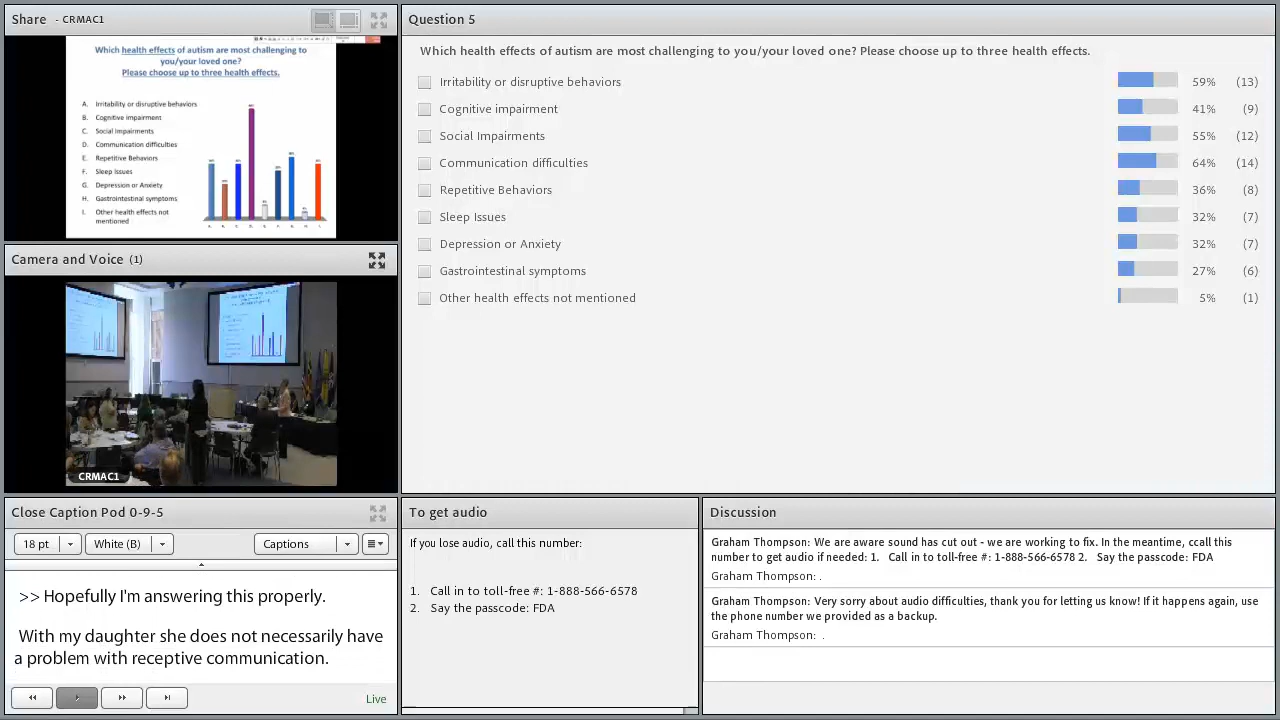 Share - CRMAC1
Which health effects of autism are most challenging to
you/your loved one?
Please choose up to three health effects.
A. Irritability or disruptive behaviors
B. Cognitive impairment
C. Social Impairments
D. Communication difficulties
E. Repetitive Behaviors
F. Sleep Issues
G. Depression or Anxiety
H. Gastrointestinal symptoms
I. Other health effects not
mentioned
Camera and Voice (1)
CRMAC1
Close Caption Pod 0-9-5
18 pt White (B) Captions
>> Hopefully I'm answering this properly.
With my daughter she does not necessarily have
a problem with receptive communication.
Live
Question 5
Which health effects of autism are most challenging to you/your loved one? Please choose up to three health effects.
Irritability or disruptive behaviors 59% (13)
Cognitive impairment 41% (9)
Social Impairments 55% (12)
Communication difficulties 64% (14)
Repetitive Behaviors 36% (8)
Sleep Issues 32% (7)
Depression or Anxiety 32% (7)
Gastrointestinal symptoms 27% (6)
Other health effects not mentioned 5% (1)
To get audio
If you lose audio, call this number:
1. Call in to toll-free #: 1-888-566-6578
2. Say the passcode: FDA
Discussion
Graham Thompson: We are aware sound has cut out - we are working to fix. In the meantime, ccall this
number to get audio if needed: 1. Call in to toll-free #: 1-888-566-6578 2. Say the passcode: FDA
Graham Thompson: .
Graham Thompson: Very sorry about audio difficulties, thank you for letting us know! If it happens again, use
the phone number we provided as a backup.
Graham Thompson: .